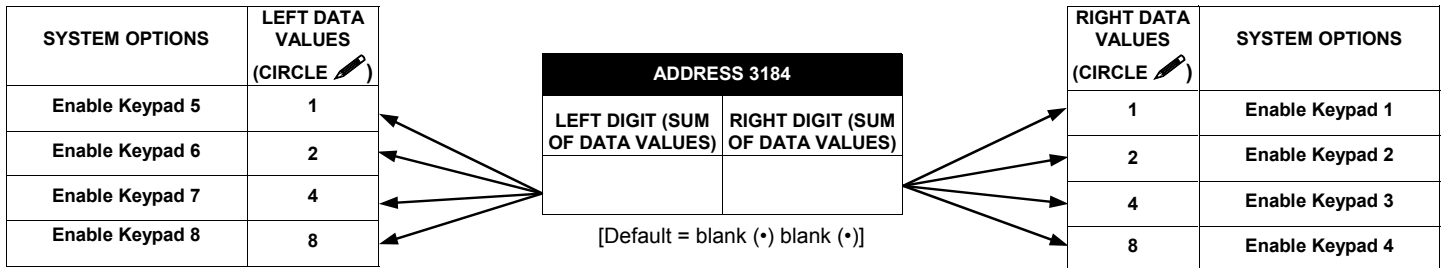 SYSTEM OPTIONS
LEFT DATA
VALUES
(CIRCLE ✎)
Enable Keypad 5 1
Enable Keypad 6 2
Enable Keypad 7 4
Enable Keypad 8 8
ADDRESS 3184
LEFT DIGIT (SUM
OF DATA VALUES)
RIGHT DIGIT (SUM
OF DATA VALUES)
[Default = blank (•) blank (•)]
RIGHT DATA
VALUES
(CIRCLE ✎)
SYSTEM OPTIONS
1 Enable Keypad 1
2 Enable Keypad 2
4 Enable Keypad 3
8 Enable Keypad 4